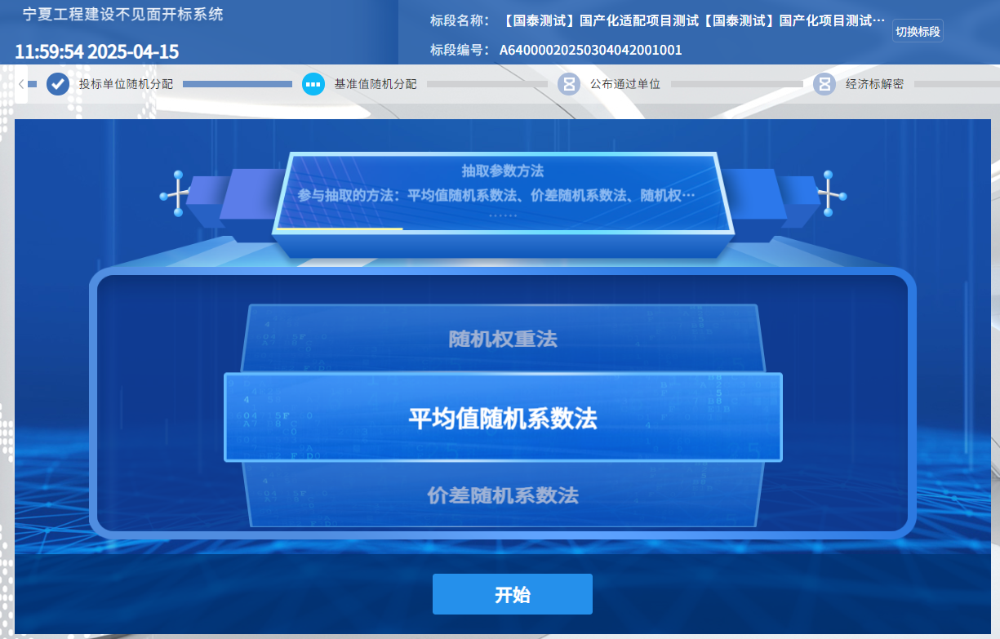 宁夏工程建设不见面开标系统
11:59:54 2025-04-15
标段名称： 【国泰测试】国产化适配项目测试【国泰测试】国产化项目测试…
标段编号： A64000020250304042001001
切换标段
投标单位随机分配
基准值随机分配
公布通过单位
经济标解密
抽取参数方法
参与抽取的方法：平均值随机系数法、价差随机系数法、随机权…
......
随机权重法
平均值随机系数法
价差随机系数法
开始